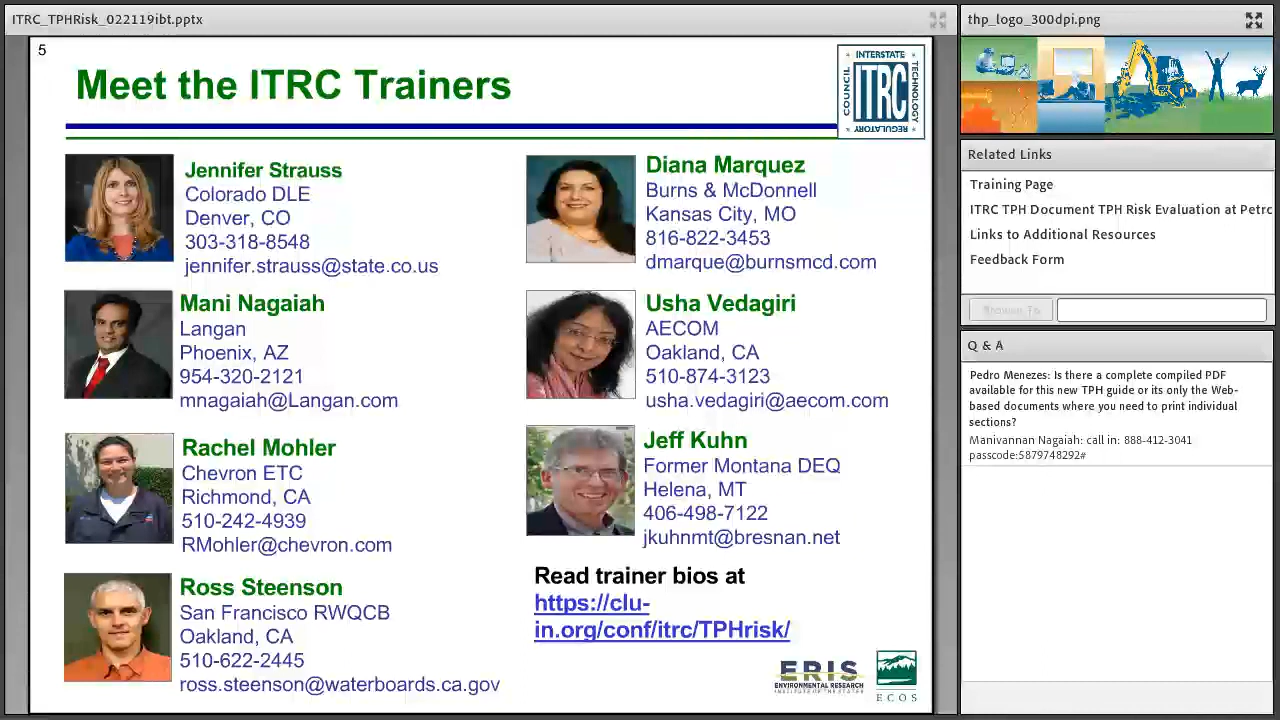 ITRC_TPHRisk_022119ibt.pptx
5
Meet the ITRC Trainers
INTERSTATE
COUNCIL
ITRC
TECHNOLOGY
REGULATORY
Jennifer Strauss
Colorado DLE
Denver, CO
303-318-8548
jennifer.strauss@state.co.us
Mani Nagaiah
Langan
Phoenix, AZ
954-320-2121
mnagaiah@Langan.com
Rachel Mohler
Chevron ETC
Richmond, CA
510-242-4939
RMohler@chevron.com
Ross Steenson
San Francisco RWQCB
Oakland, CA
510-622-2445
ross.steenson@waterboards.ca.gov
Diana Marquez
Burns & McDonnell
Kansas City, MO
816-822-3453
dmarque@burnsmcd.com
Usha Vedagiri
AECOM
Oakland, CA
510-874-3123
usha.vedagiri@aecom.com
Jeff Kuhn
Former Montana DEQ
Helena, MT
406-498-7122
jkuhnmt@bresnan.net
Read trainer bios at
https://clu-
in.org/conf/itrc/TPHrisk/
ERIS
ENVIRONMENTAL RESEARCH
INSTITUTE OF THE STATES
ECOS
thp_logo_300dpi.png
Related Links
Training Page
ITRC TPH Document TPH Risk Evaluation at Petrc
Links to Additional Resources
Feedback Form
Browse To
Q & A
Pedro Menezes: Is there a complete compiled PDF
available for this new TPH guide or its only the Web-
based documents where you need to print individual
sections?
Manivannan Nagaiah: call in: 888-412-3041
passcode:5879748292#